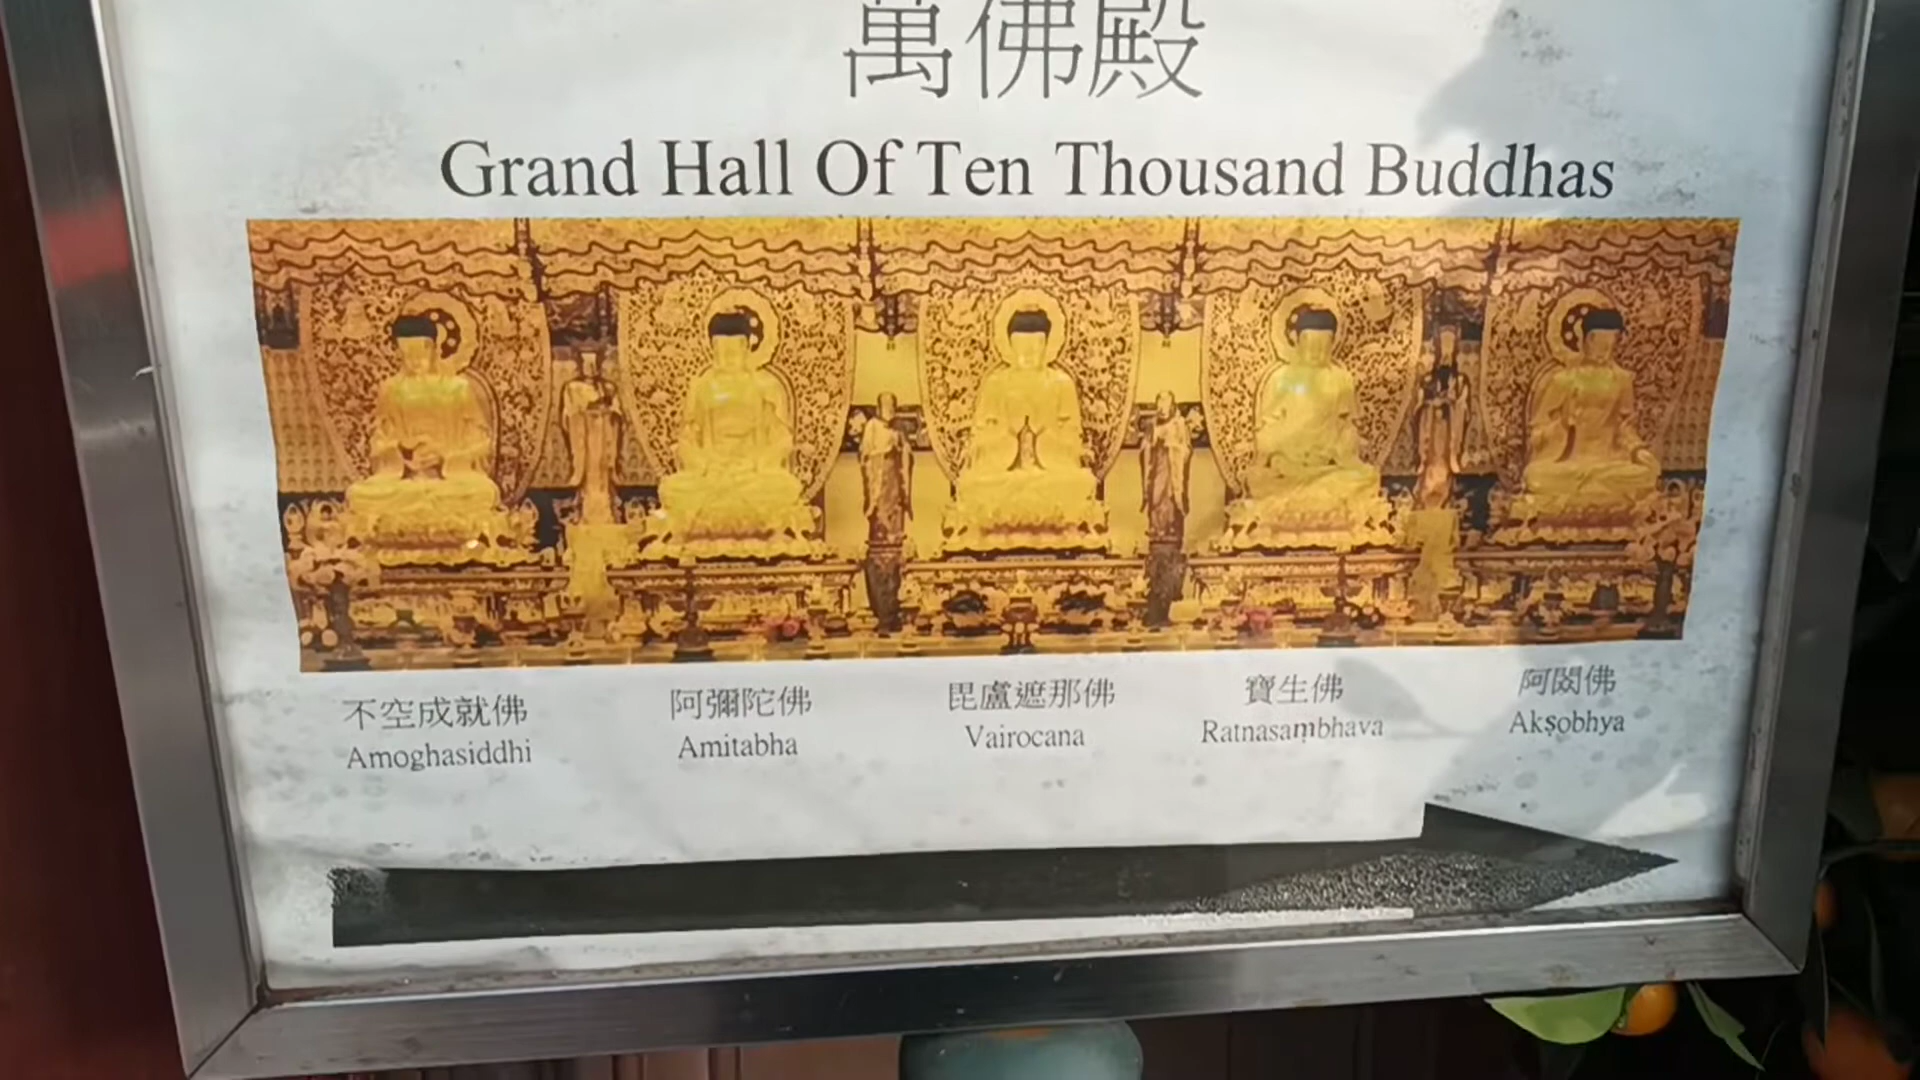 萬佛殿
Grand Hall Of Ten Thousand Buddhas
不空成就佛
Amoghasiddhi
阿彌陀佛
Amitabha
毘盧遮那佛
Vairocana
寶生佛
Ratnasaṃbhava
阿閦佛
Akṣobhya